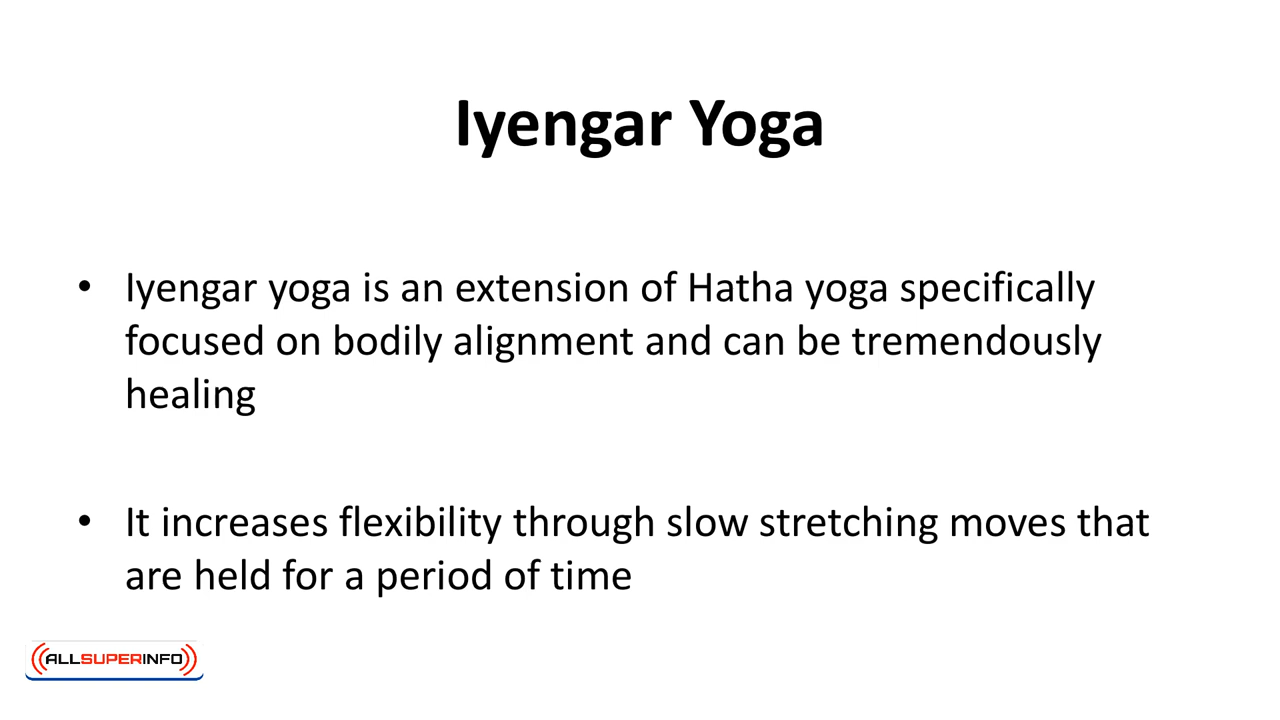 Iyengar Yoga
• Iyengar yoga is an extension of Hatha yoga specifically
focused on bodily alignment and can be tremendously
healing
• It increases flexibility through slow stretching moves that
are held for a period of time
ALLSUPERINFO